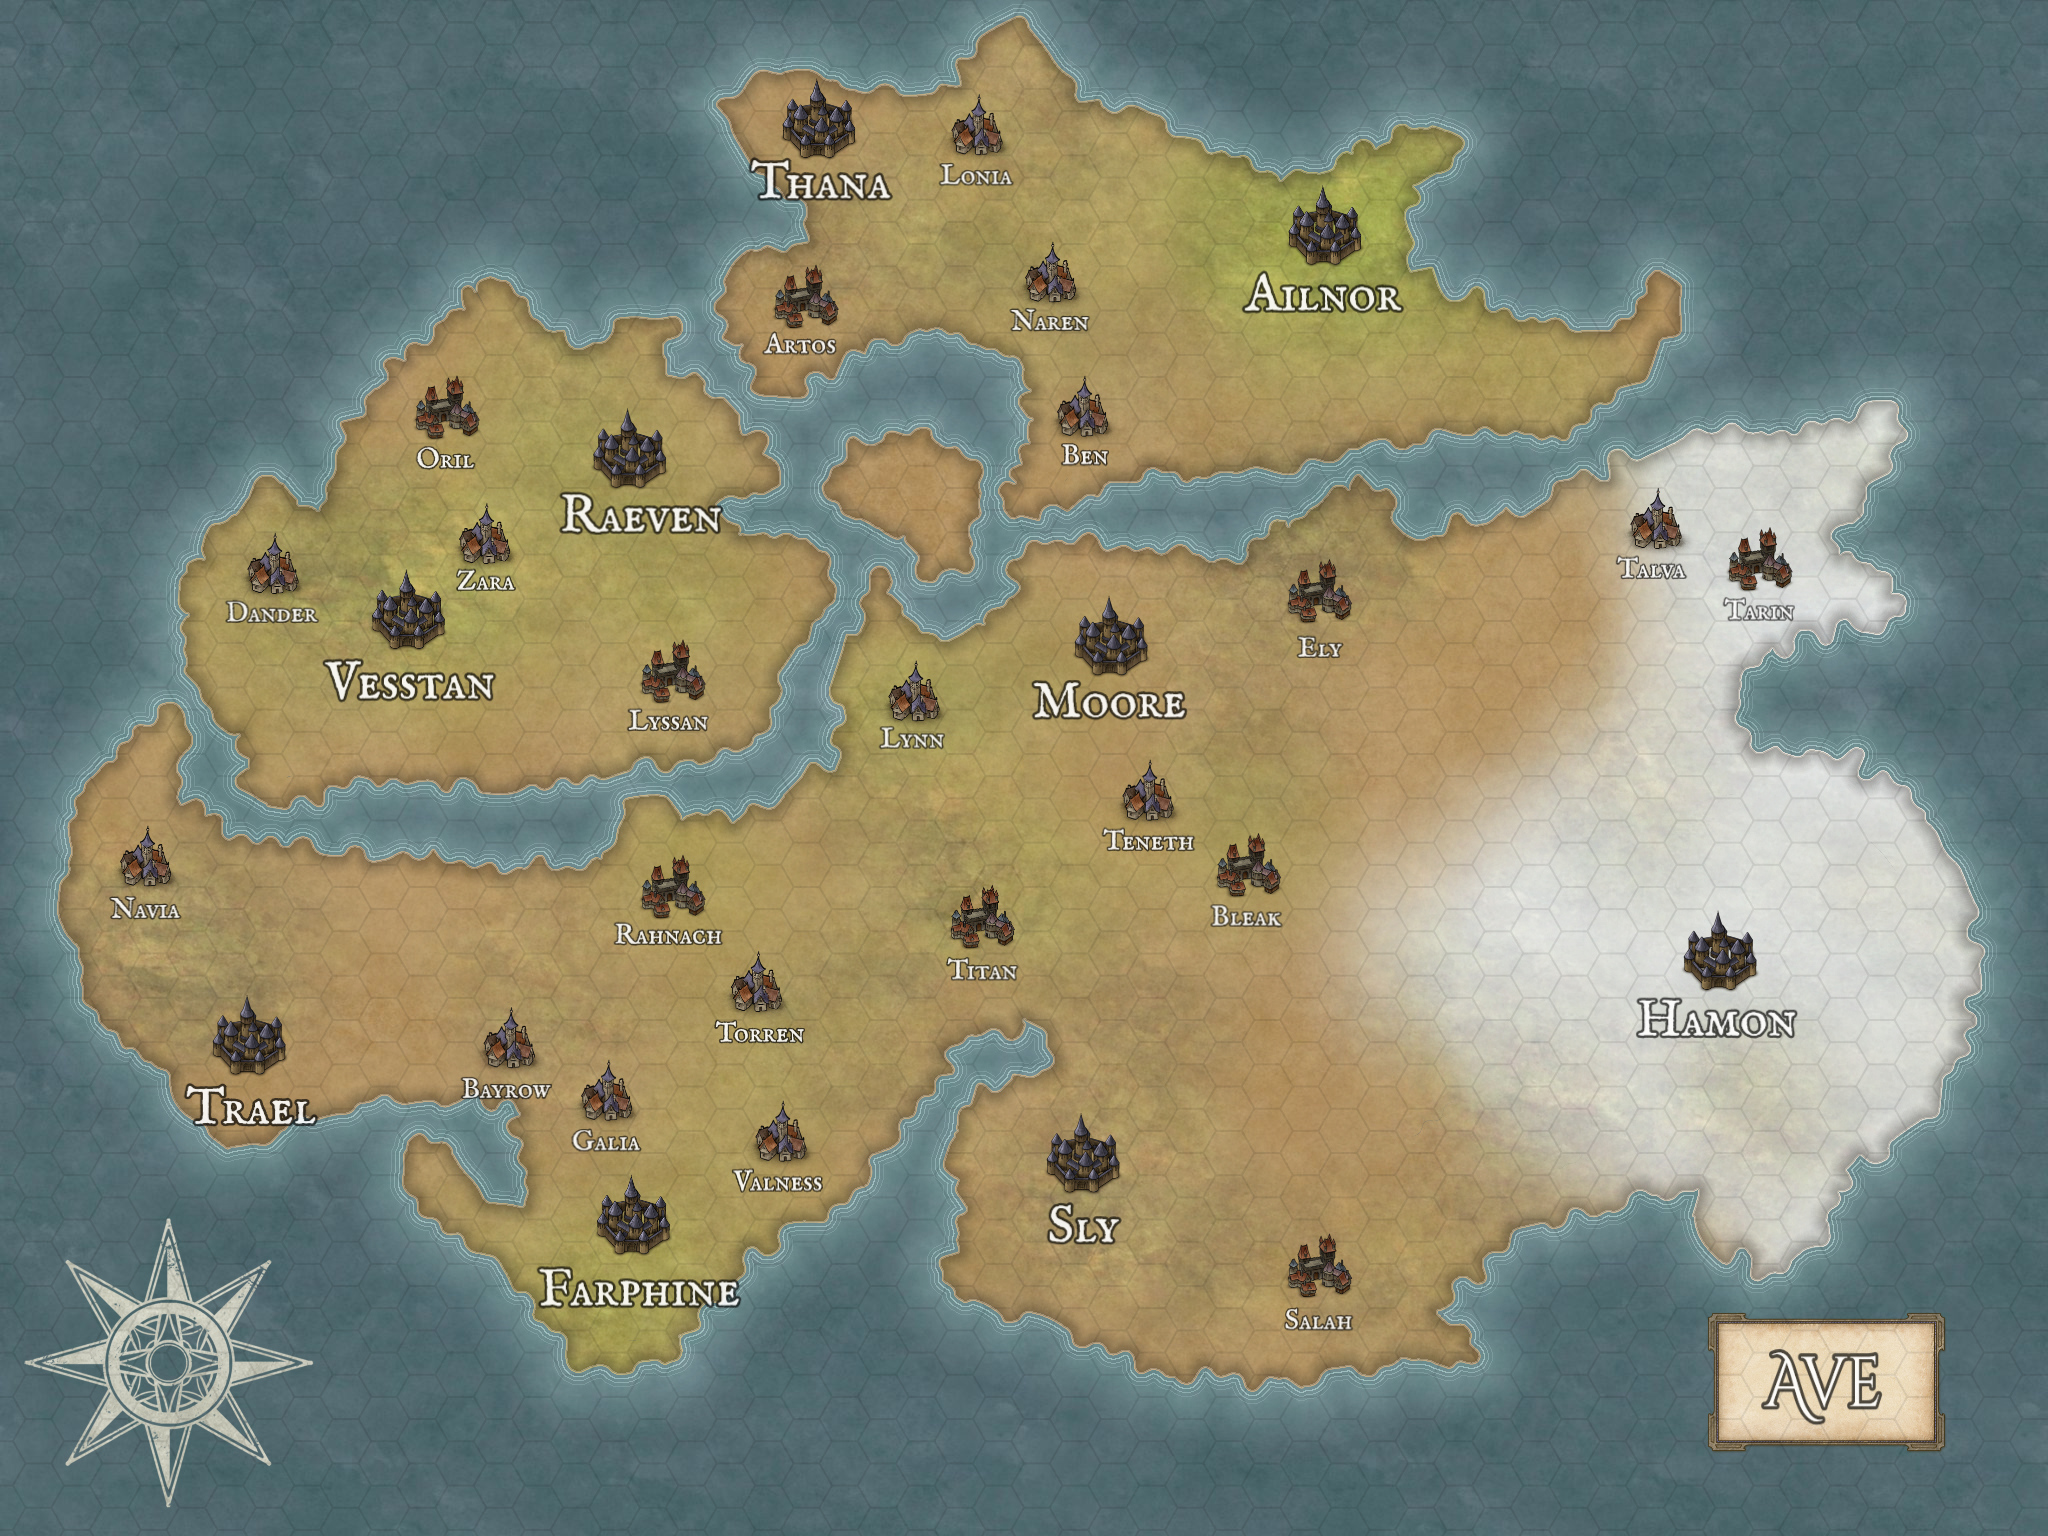 Thana
Lonia
Ailnor
Naren
Artos
Ben
Oril
Raeven
Talva
Zara
Tarin
Dander
Ely
Vesstan
Moore
Lyssan
Lynn
Teneth
Navia
Bleak
Rahnach
Titan
Hamon
Torren
Bayrow
Trael
Galia
Valness
Sly
Farphine
Salah
AVE